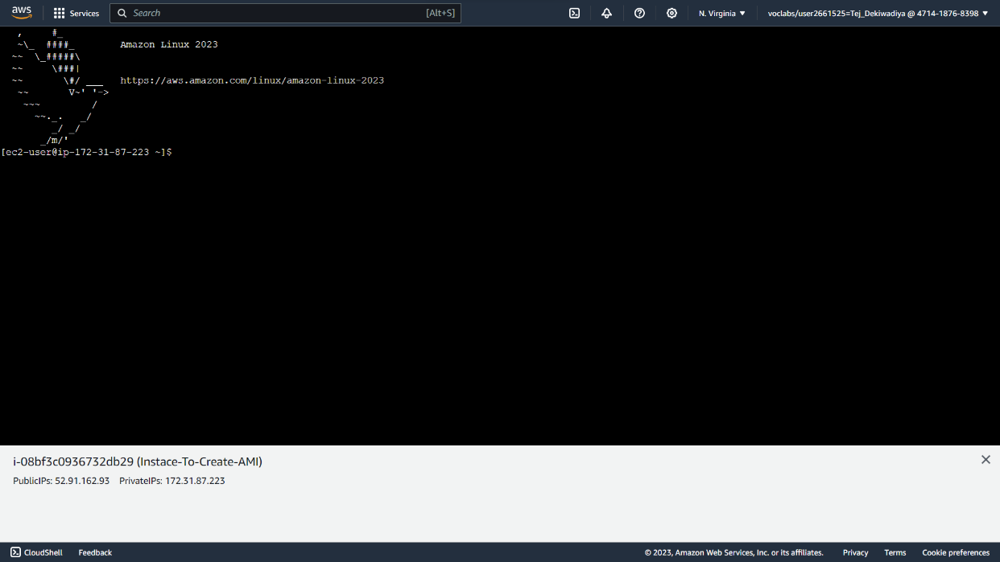 aws Services Search [Alt+S] N. Virginia ▼ voclabs/user2661525=Tej_Dekiwadiya @ 4714-1876-8398 ▼
   ,     #_
   ~\_  ####_        Amazon Linux 2023
  ~~  \_#####\
  ~~     \###|
  ~~       \#/ ___   https://aws.amazon.com/linux/amazon-linux-2023
   ~~       V~' '->
    ~~~         /
      ~~._.   _/
         _/ _/
       _/m/'
[ec2-user@ip-172-31-87-223 ~]$
i-08bf3c0936732db29 (Instace-To-Create-AMI)
PublicIPs: 52.91.162.93 PrivateIPs: 172.31.87.223
CloudShell Feedback © 2023, Amazon Web Services, Inc. or its affiliates. Privacy Terms Cookie preferences